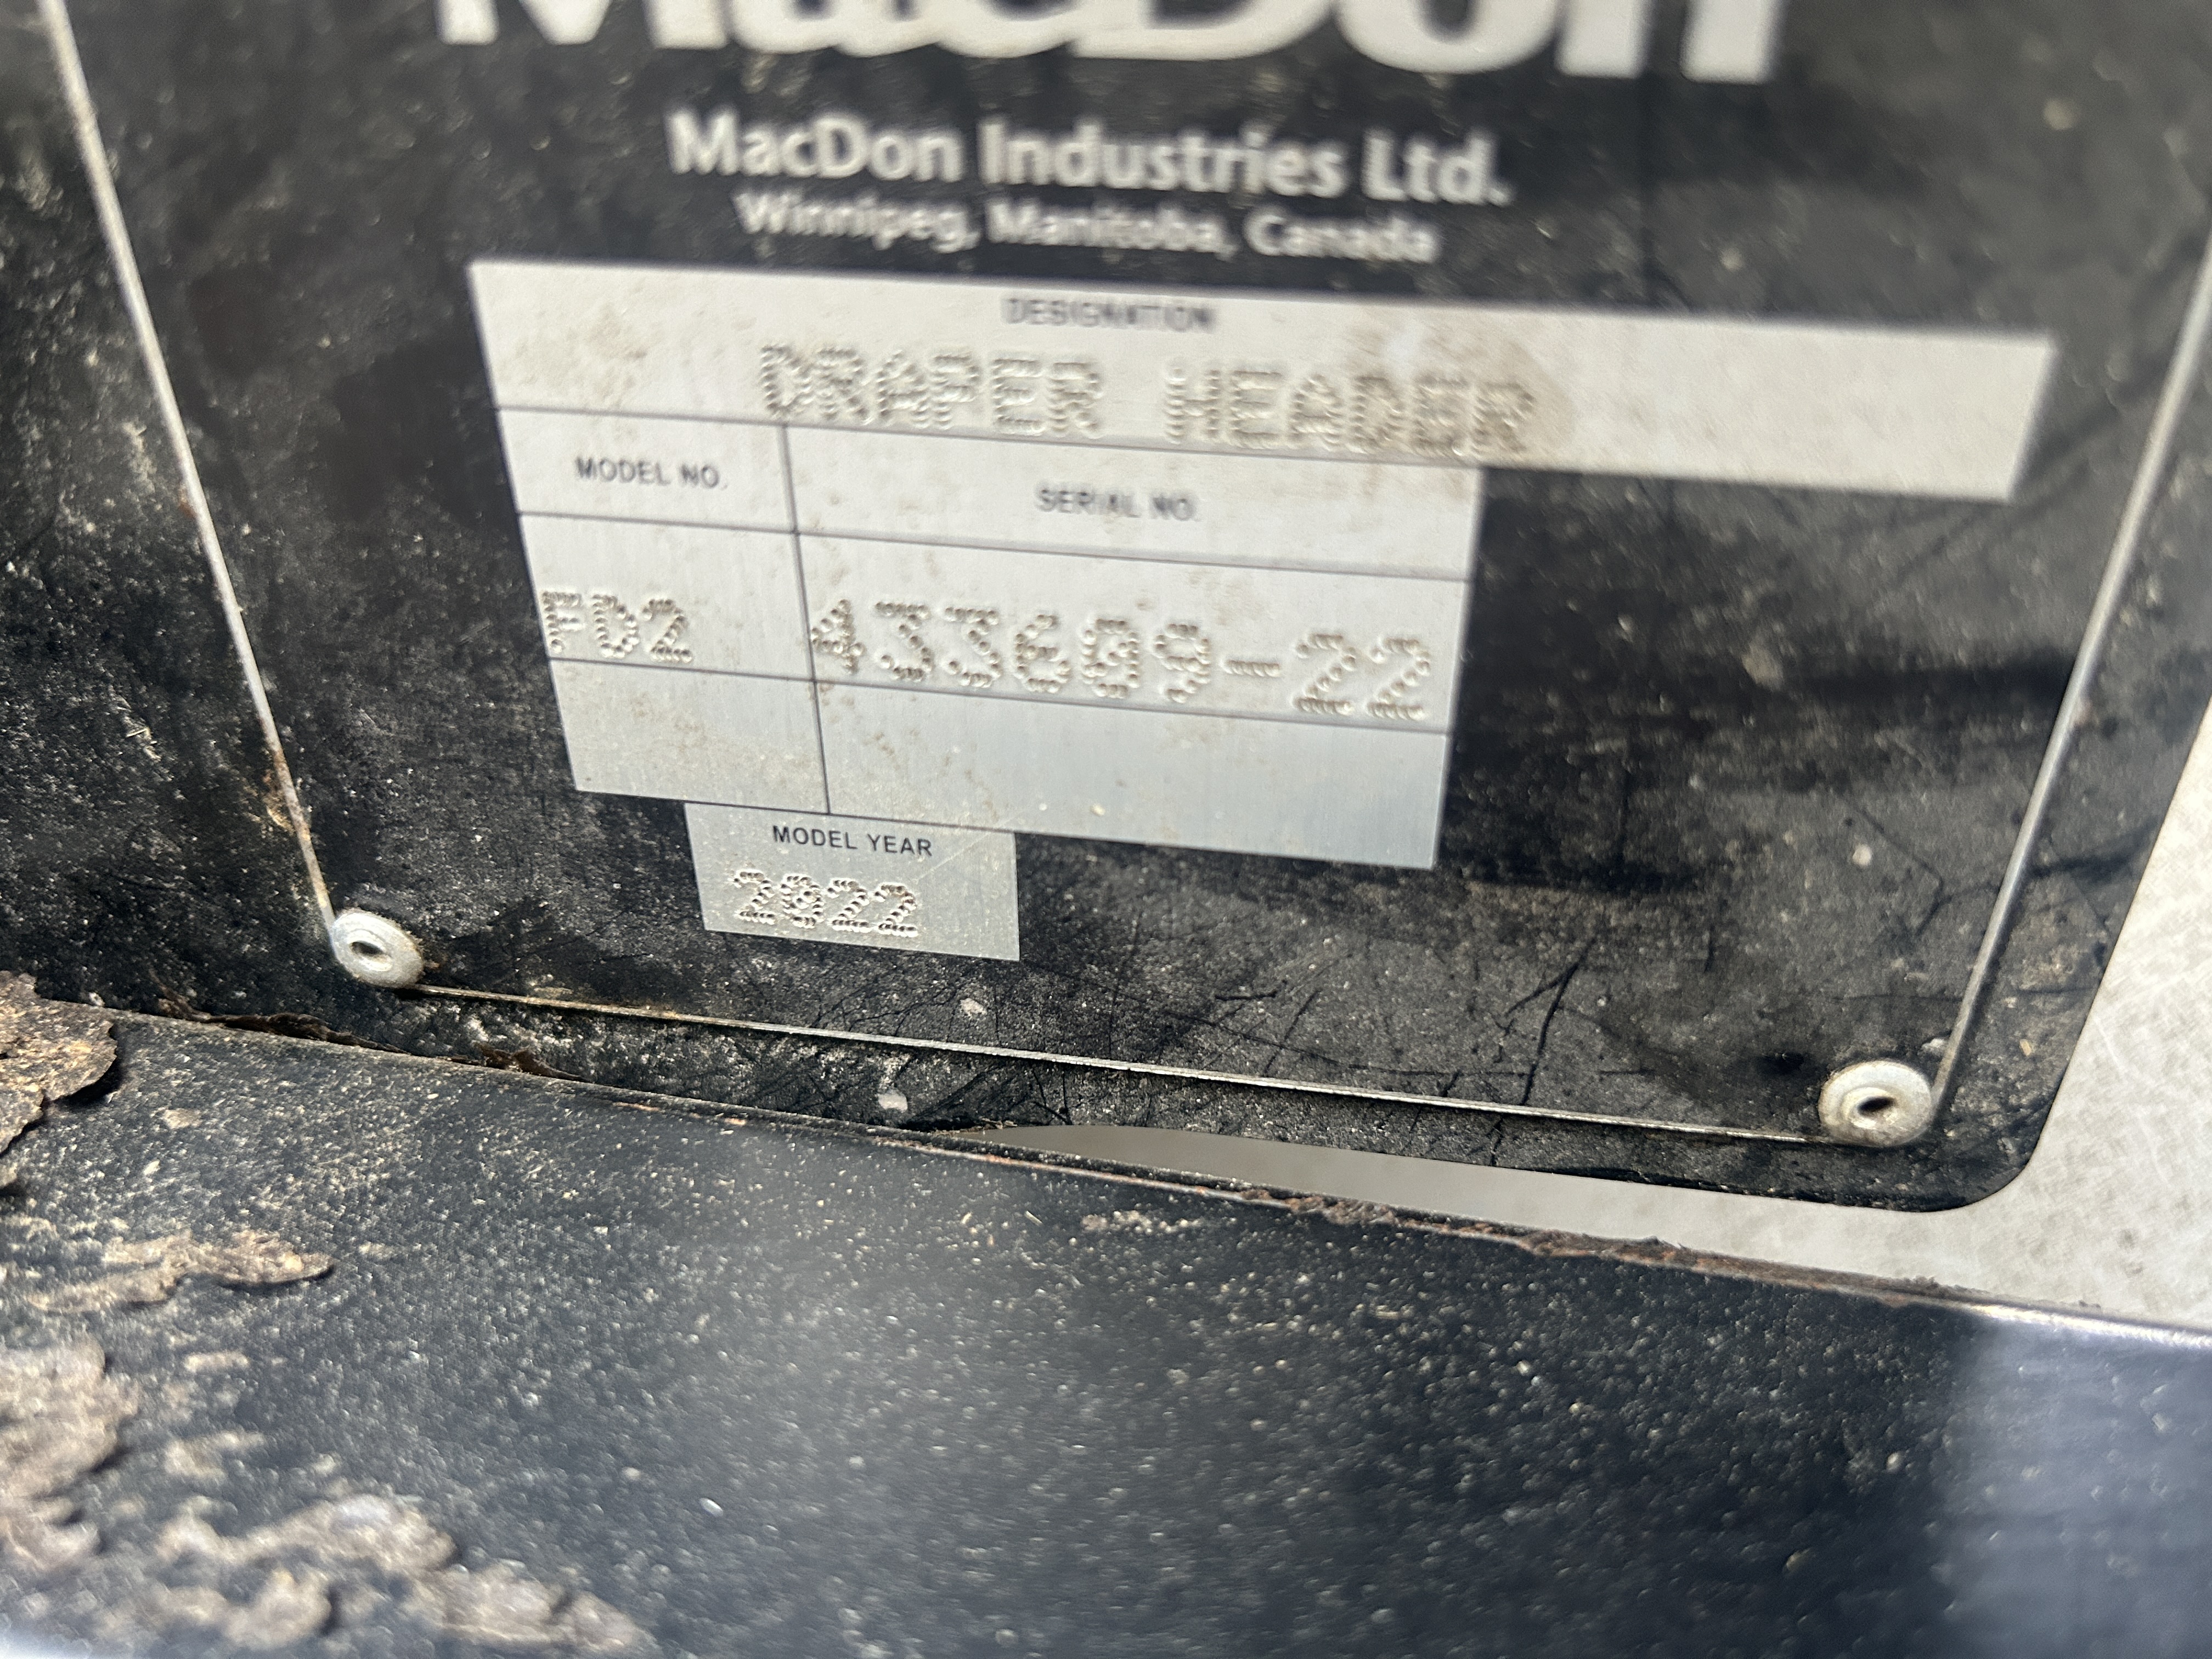 MacDon
MacDon Industries Ltd.
Winnipeg, Manitoba, Canada
DESIGNATION
DRAPER HEADER
MODEL NO. SERIAL NO.
FD2 433609-22
MODEL YEAR
2022